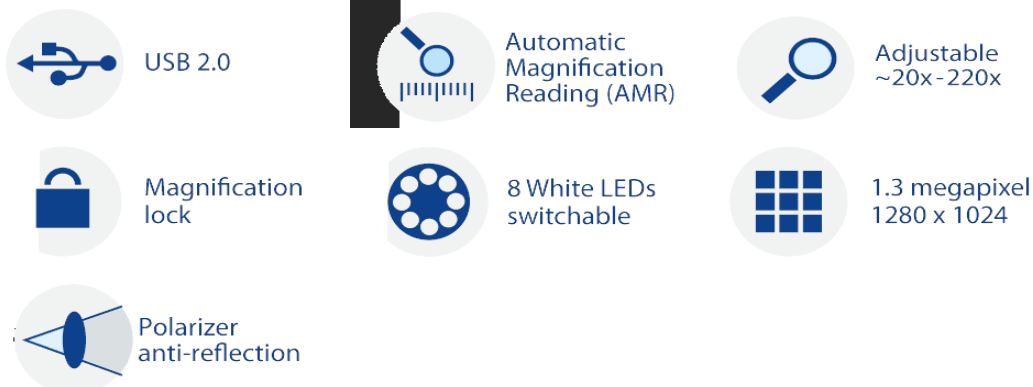 USB 2.0
Automatic
Magnification
Reading (AMR)
Adjustable
~20x-220x
Magnification
lock
8 White LEDs
switchable
1.3 megapixel
1280 x 1024
Polarizer
anti-reflection